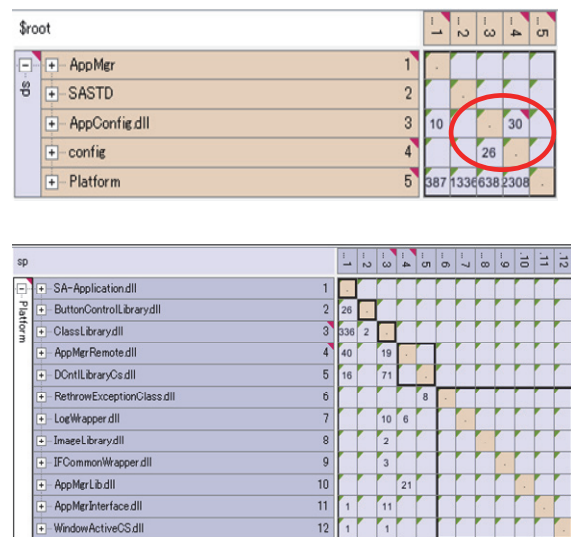 $root
1 2 3 4 5
sp
AppMgr 1 .
SASTD 2 .
AppConfig.dll 3 10 . 30
config 4 26 .
Platform 5 387 1336 638 2308 .
sp
1 2 3 4 5 6 7 8 9 10 11 12
Platform
SA-Application.dll 1 .
ButtonControlLibrary.dll 2 26 .
ClassLibrary.dll 3 336 2 .
AppMgrRemote.dll 4 40 19 .
DCntlLibraryCs.dll 5 16 71 .
RethrowExceptionClass.dll 6 8 .
LogWrapper.dll 7 10 6 .
ImageLibrary.dll 8 2 .
IFCommonWrapper.dll 9 3 .
AppMgrLib.dll 10 21 .
AppMgrInterface.dll 11 1 11 .
WindowActiveCS.dll 12 1 1 .